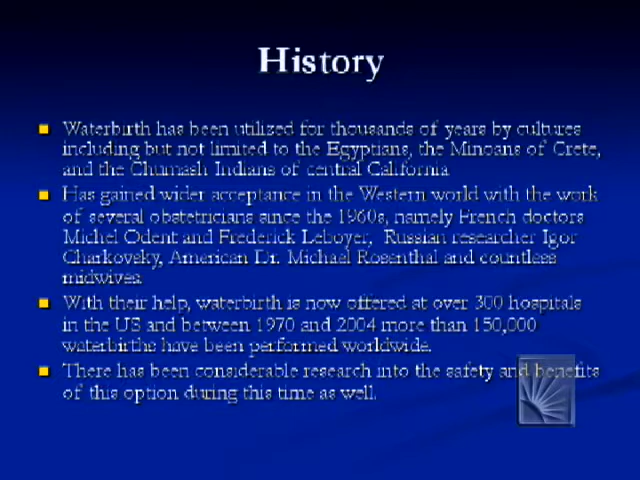 History
Waterbirth has been utilized for thousands of years by cultures
including but not limited to the Egyptians, the Minoans of Crete,
and the Chumash Indians of central California
Has gained wider acceptance in the Western world with the work
of several obstetricians since the 1960s, namely French doctors
Michel Odent and Frederick Leboyer, Russian researcher Igor
Charkovsky, American Dr. Michael Rosenthal and countless
midwives.
With their help, waterbirth is now offered at over 300 hospitals
in the US and between 1970 and 2004 more than 150,000
waterbirths have been performed worldwide.
There has been considerable research into the safety and benefits
of this option during this time as well.